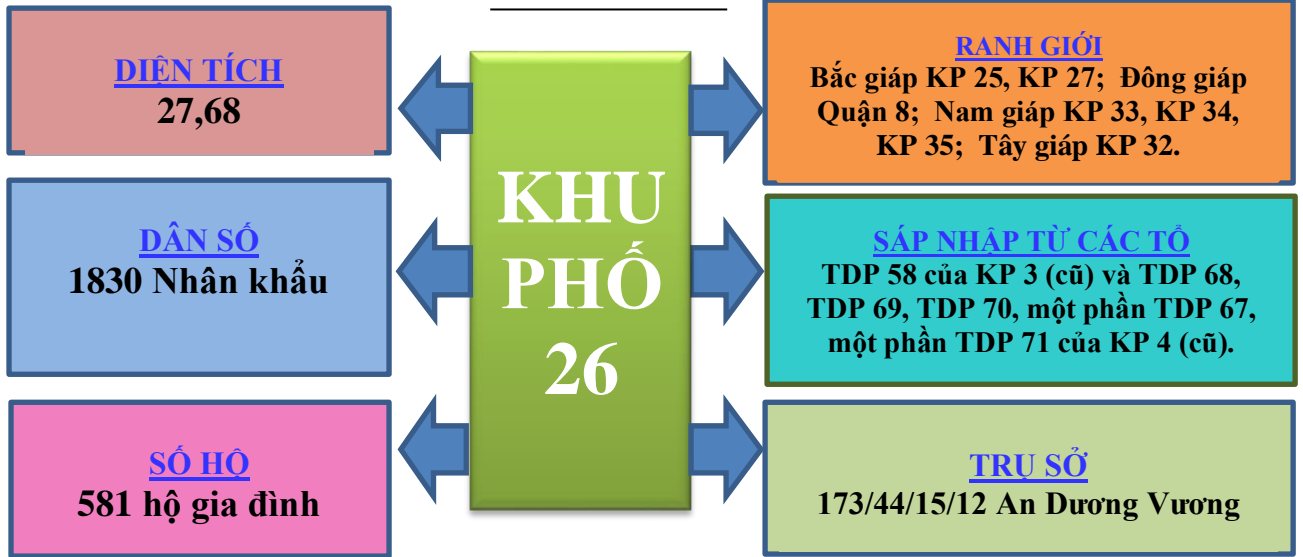 DIỆN TÍCH
27,68
DÂN SỐ
1830 Nhân khẩu
SỐ HỘ
581 hộ gia đình
KHU
PHỐ
26
RANH GIỚI
Bắc giáp KP 25, KP 27; Đông giáp
Quận 8; Nam giáp KP 33, KP 34,
KP 35; Tây giáp KP 32.
SÁP NHẬP TỪ CÁC TỔ
TDP 58 của KP 3 (cũ) và TDP 68,
TDP 69, TDP 70, một phần TDP 67,
một phần TDP 71 của KP 4 (cũ).
TRỤ SỞ
173/44/15/12 An Dương Vương